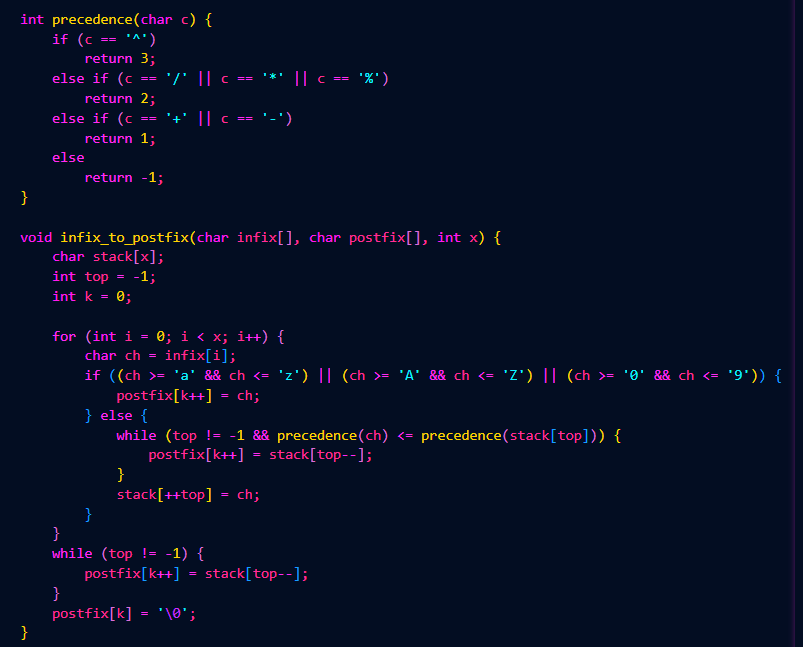 int precedence(char c) {
    if (c == '^')
        return 3;
    else if (c == '/' || c == '*' || c == '%')
        return 2;
    else if (c == '+' || c == '-')
        return 1;
    else
        return -1;
}

void infix_to_postfix(char infix[], char postfix[], int x) {
    char stack[x];
    int top = -1;
    int k = 0;

    for (int i = 0; i < x; i++) {
        char ch = infix[i];
        if ((ch >= 'a' && ch <= 'z') || (ch >= 'A' && ch <= 'Z') || (ch >= '0' && ch <= '9')) {
            postfix[k++] = ch;
        } else {
            while (top != -1 && precedence(ch) <= precedence(stack[top])) {
                postfix[k++] = stack[top--];
            }
            stack[++top] = ch;
        }
    }
    while (top != -1) {
        postfix[k++] = stack[top--];
    }
    postfix[k] = '\0';
}